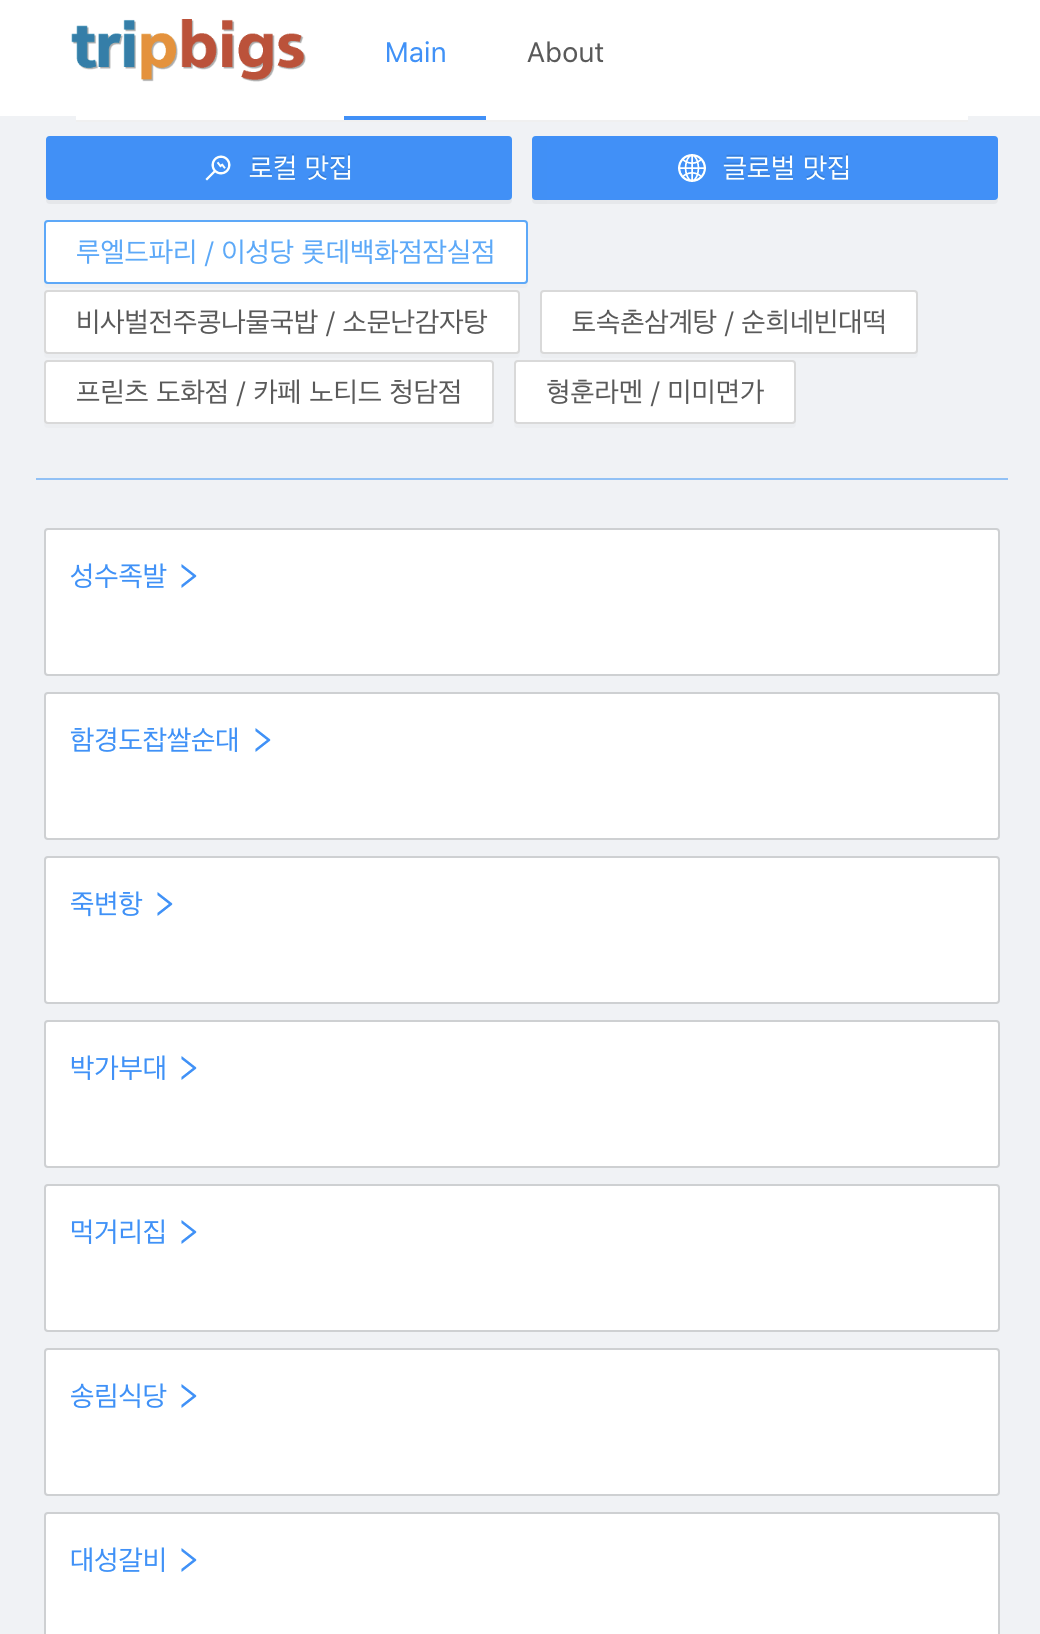 tripbigs Main About
로컬 맛집 글로벌 맛집
루엘드파리 / 이성당 롯데백화점잠실점
비사벌전주콩나물국밥 / 소문난감자탕 토속촌삼계탕 / 순희네빈대떡
프릳츠 도화점 / 카페 노티드 청담점 형훈라멘 / 미미면가
성수족발
함경도찹쌀순대
죽변항
박가부대
먹거리집
송림식당
대성갈비